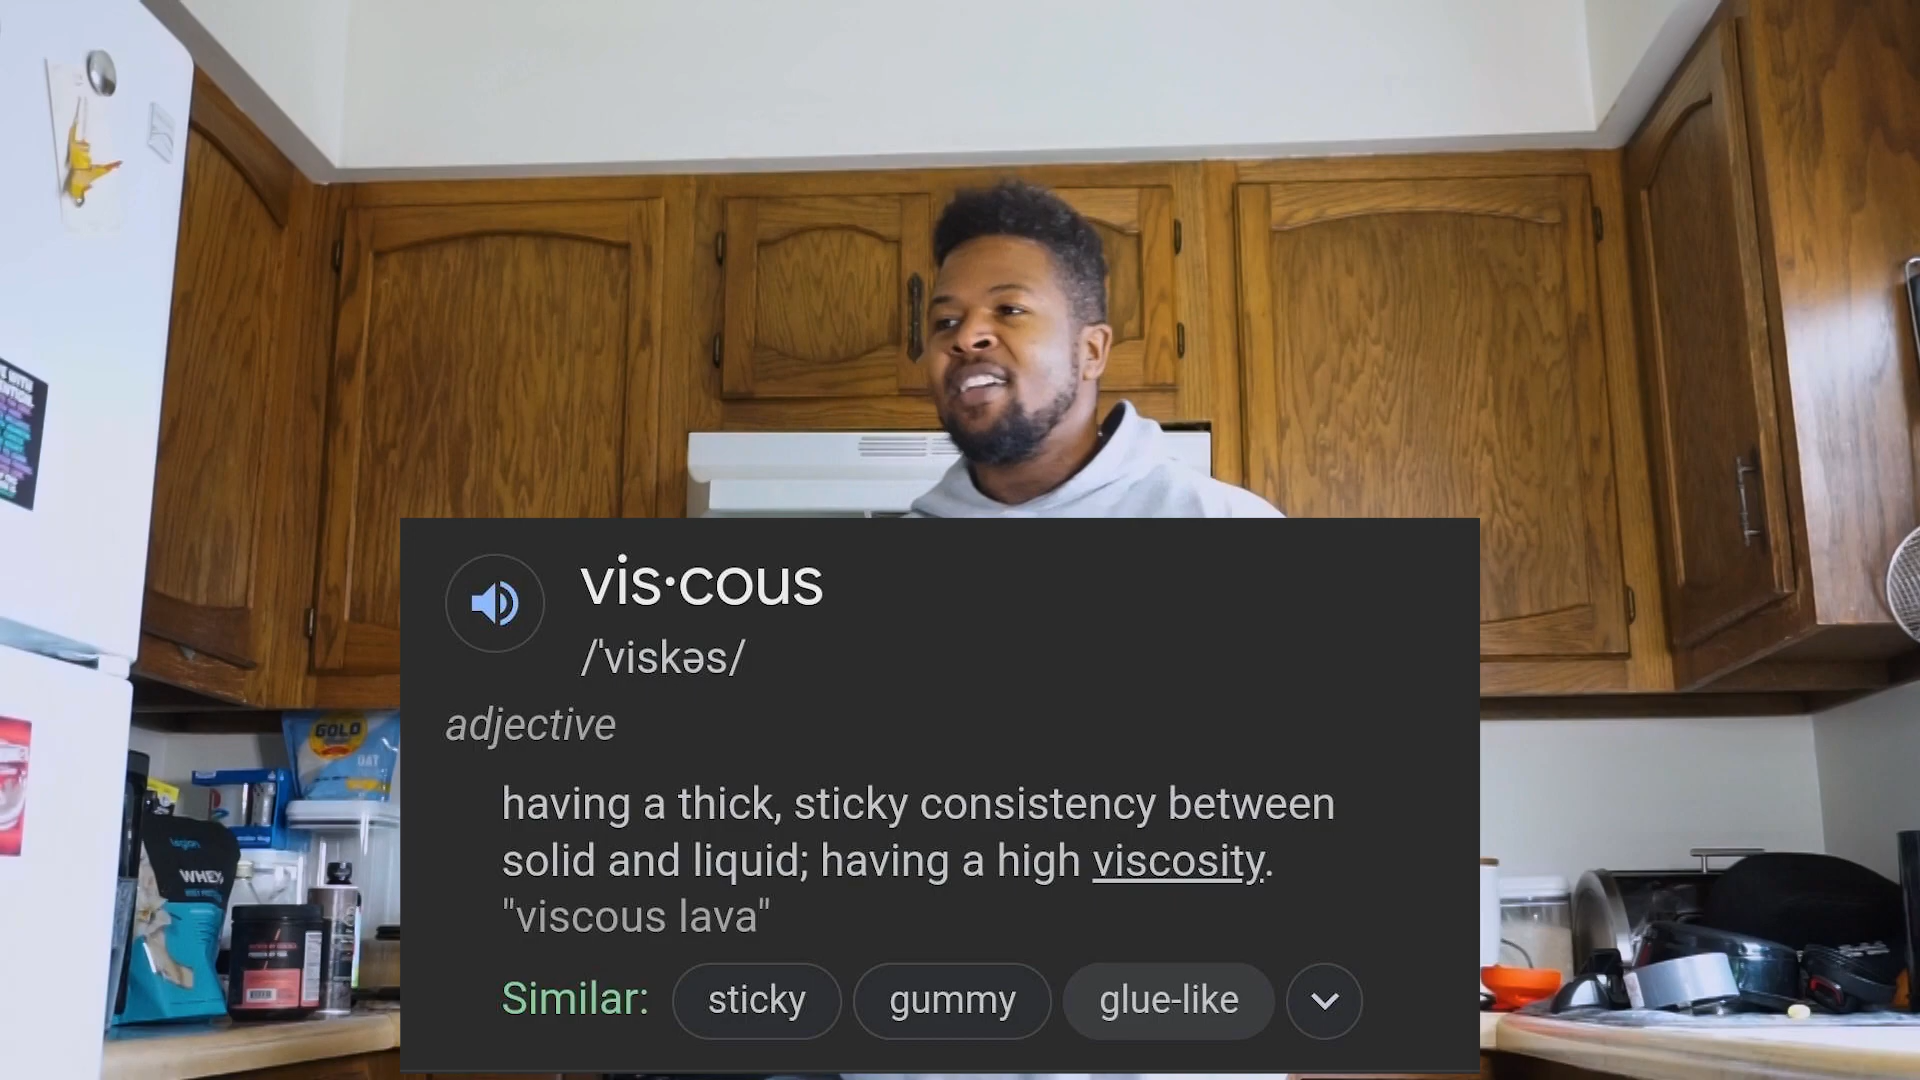 vis·cous
/ˈviskəs/
adjective
having a thick, sticky consistency between
solid and liquid; having a high viscosity.
"viscous lava"
Similar:
sticky
gummy
glue-like
GOLD
legion
WHEY